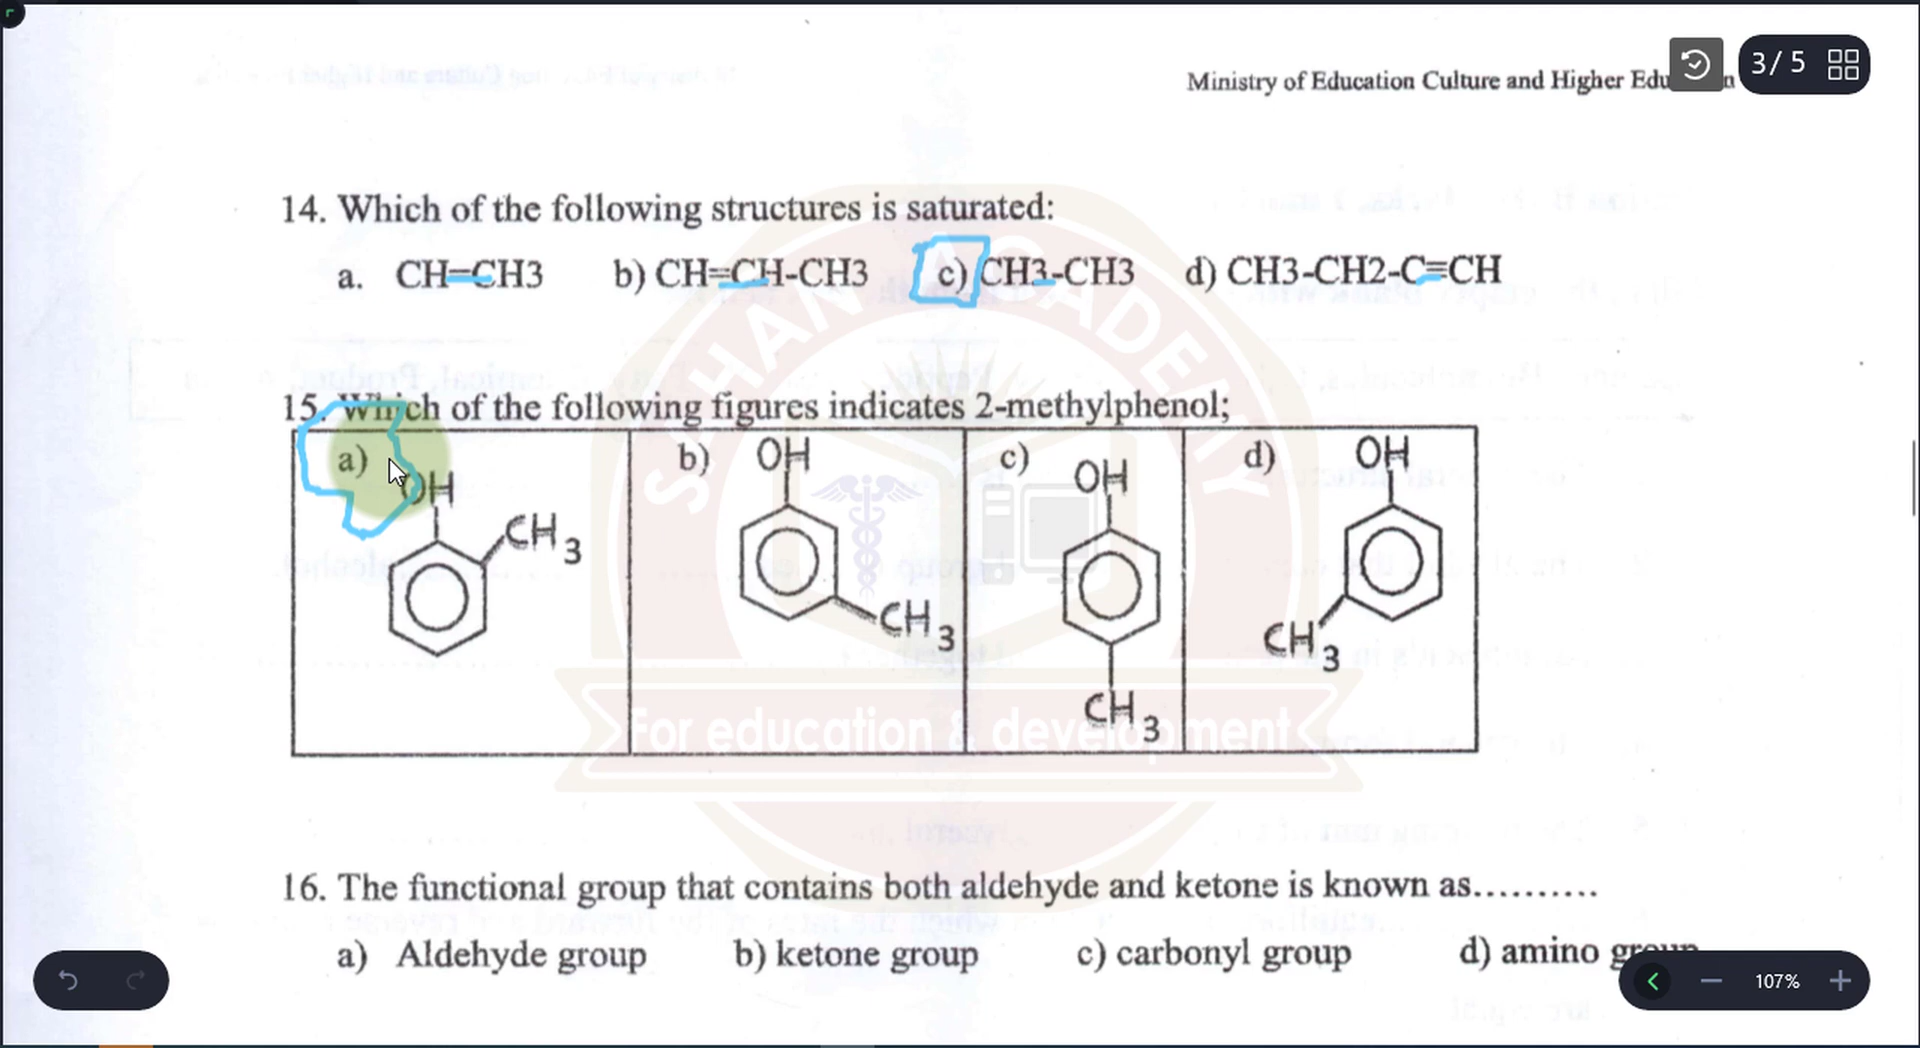 Ministry of Education Culture and Higher
3/5
14. Which of the following structures is saturated:
a. CH=CH3 b) CH=CH-CH3 c) CH3-CH3 d) CH3-CH2-C≡CH
15. Which of the following figures indicates 2-methylphenol;
a) OH CH3
b) OH CH3
c) OH CH3
d) OH CH3
SAHAN ACADEMY
For education & development
16. The functional group that contains both aldehyde and ketone is known as..........
a) Aldehyde group b) ketone group c) carbonyl group d) amino group
107%